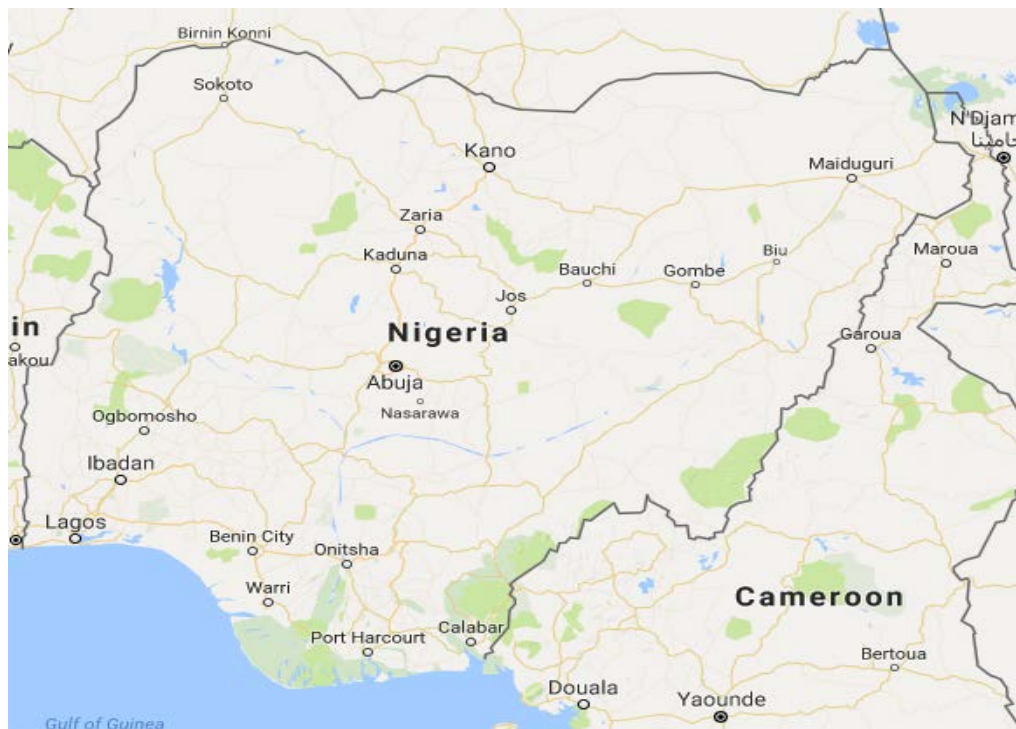 Birnin Konni
Sokoto
N'Djam
Kano
Maiduguri
Zaria
Kaduna
Biu
Maroua
Bauchi
Gombe
Jos
in
Nigeria
Garoua
akou
Abuja
Nasarawa
Ogbomosho
Ibadan
Lagos
Benin City
Onitsha
Warri
Cameroon
Port Harcourt
Calabar
Bertoua
Douala
Yaounde
Gulf of Guinea